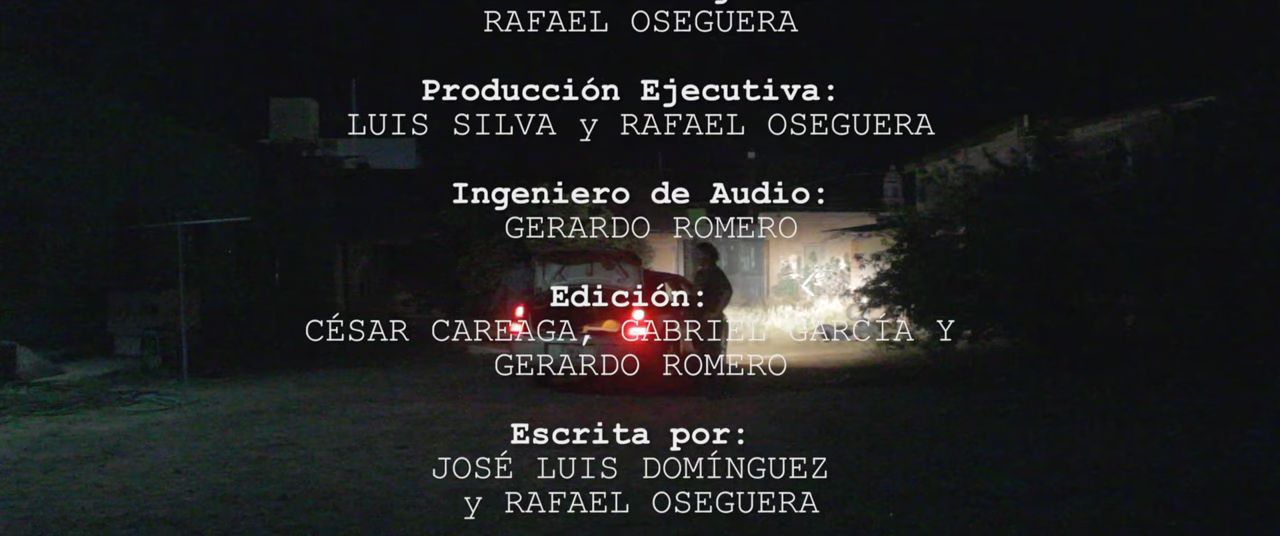 RAFAEL OSEGUERA
Producción Ejecutiva:
LUIS SILVA y RAFAEL OSEGUERA
Ingeniero de Audio:
GERARDO ROMERO
Edición:
CÉSAR CAREAGA, GABRIEL GARCÍA Y
GERARDO ROMERO
Escrita por:
JOSÉ LUIS DOMÍNGUEZ
y RAFAEL OSEGUERA